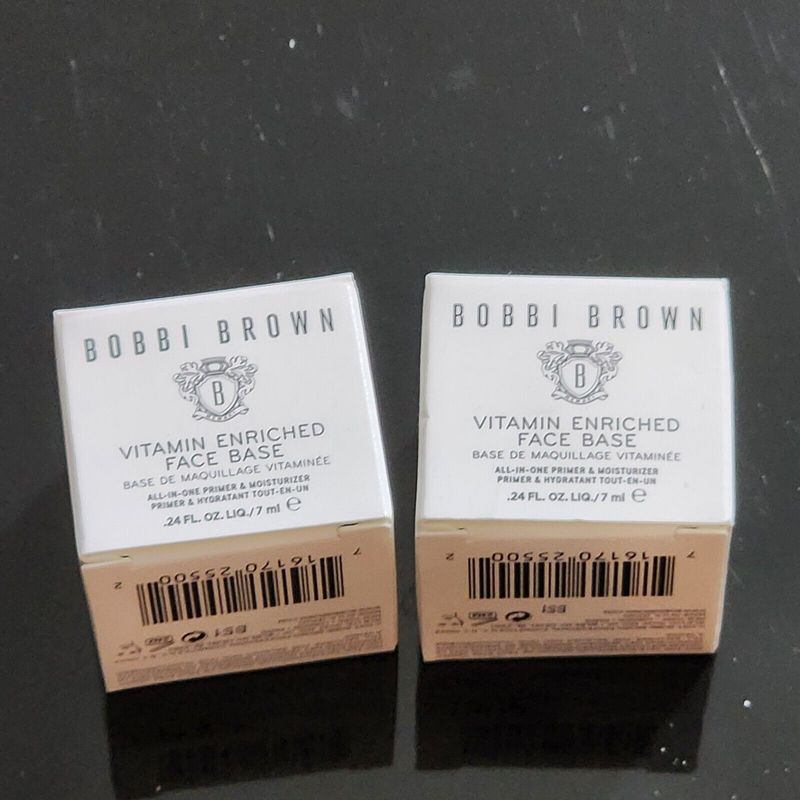 BOBBI BROWN
B
VITAMIN ENRICHED
FACE BASE
BASE DE MAQUILLAGE VITAMINÉE
ALL-IN-ONE PRIMER & MOISTURIZER
PRIMER & HYDRATANT TOUT-EN-UN
.24 FL. OZ. LIQ./7 ml e
7 16170 25500 2
BS1
BOBBI BROWN
B
VITAMIN ENRICHED
FACE BASE
BASE DE MAQUILLAGE VITAMINÉE
ALL-IN-ONE PRIMER & MOISTURIZER
PRIMER & HYDRATANT TOUT-EN-UN
.24 FL. OZ. LIQ./7 ml e
7 16170 25500 2
BS1